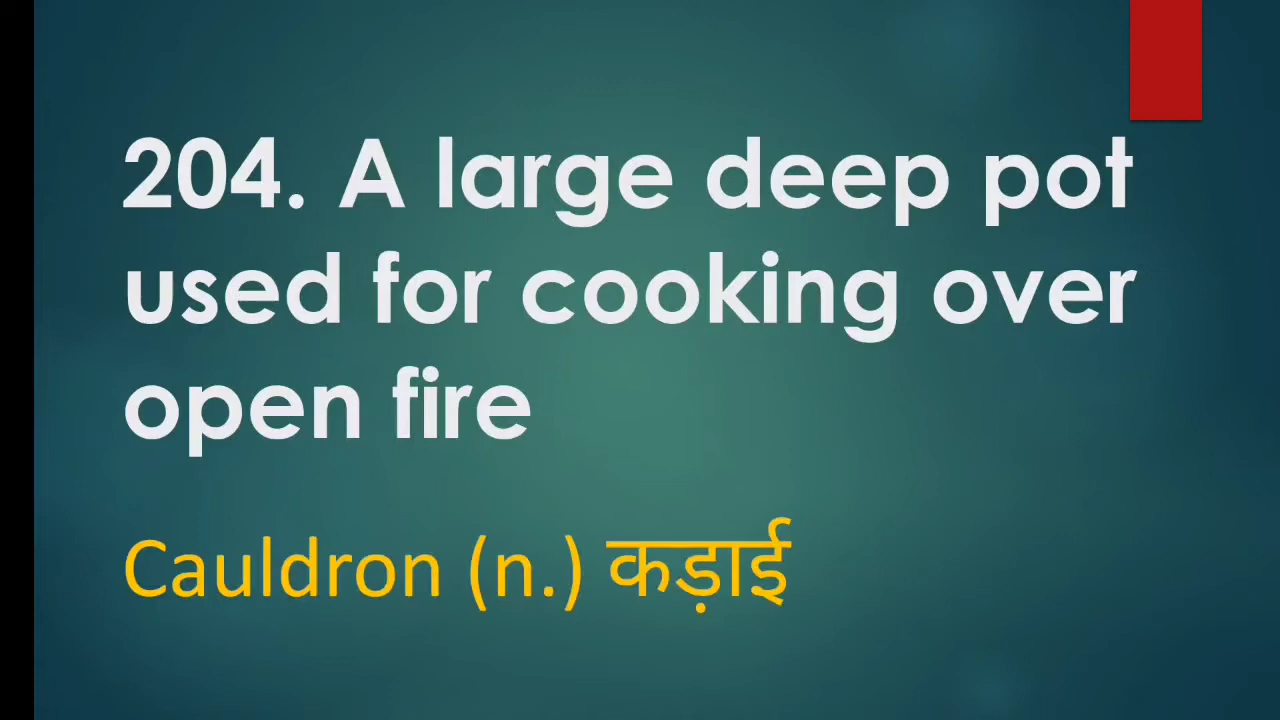 204. A large deep pot
used for cooking over
open fire
Cauldron (n.) कड़ाई